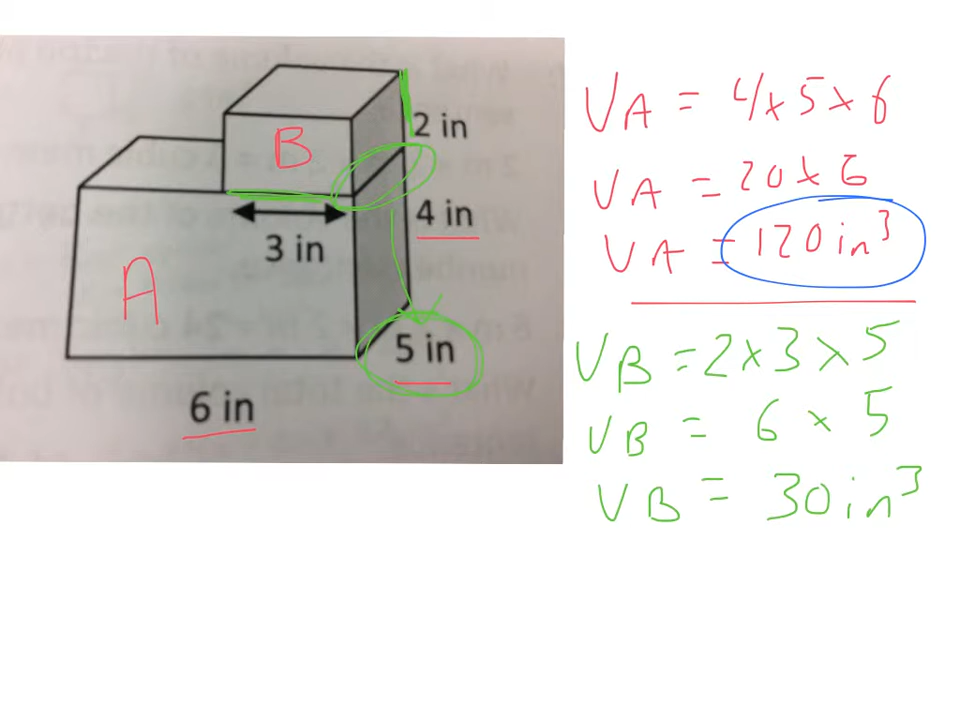 B
2 in
4 in
3 in
A
5 in
6 in
VA = 4 x 5 x 6
VA = 20 x 6
VA = 120 in³
VB = 2 x 3 x 5
VB = 6 x 5
VB = 30 in³